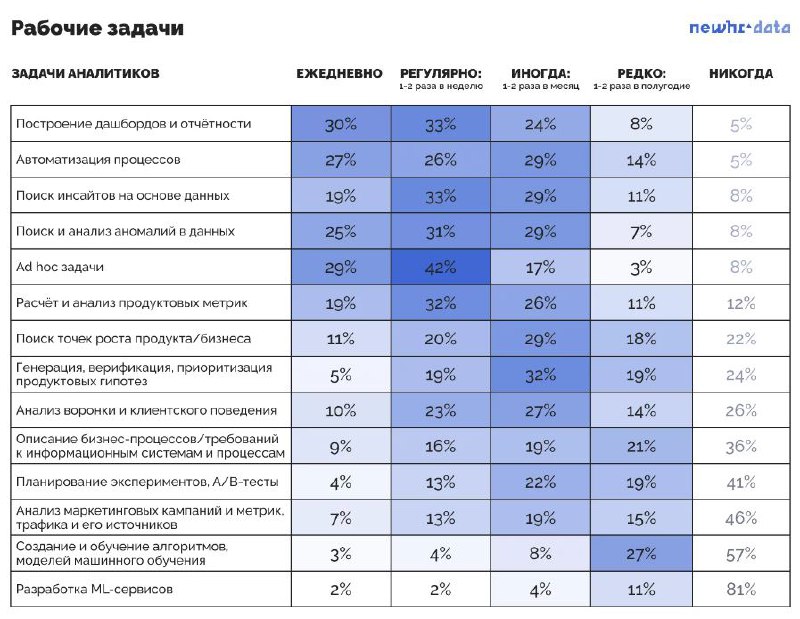 Рабочие задачи
newhr data
ЗАДАЧИ АНАЛИТИКОВ ЕЖЕДНЕВНО РЕГУЛЯРНО: ИНОГДА: РЕДКО: НИКОГДА
1-2 раза в неделю 1-2 раза в месяц 1-2 раза в полугодие
Построение дашбордов и отчётности 30% 33% 24% 8% 5%
Автоматизация процессов 27% 26% 29% 14% 5%
Поиск инсайтов на основе данных 19% 33% 29% 11% 8%
Поиск и анализ аномалий в данных 25% 31% 29% 7% 8%
Ad hoc задачи 29% 42% 17% 3% 8%
Расчёт и анализ продуктовых метрик 19% 32% 26% 11% 12%
Поиск точек роста продукта/бизнеса 11% 20% 29% 18% 22%
Генерация, верификация, приоритизация
продуктовых гипотез 5% 19% 32% 19% 24%
Анализ воронки и клиентского поведения 10% 23% 27% 14% 26%
Описание бизнес-процессов/требований
к информационным системам и процессам 9% 16% 19% 21% 36%
Планирование экспериментов, A/B-тесты 4% 13% 22% 19% 41%
Анализ маркетинговых кампаний и метрик,
трафика и его источников 7% 13% 19% 15% 46%
Создание и обучение алгоритмов,
моделей машинного обучения 3% 4% 8% 27% 57%
Разработка ML-сервисов 2% 2% 4% 11% 81%